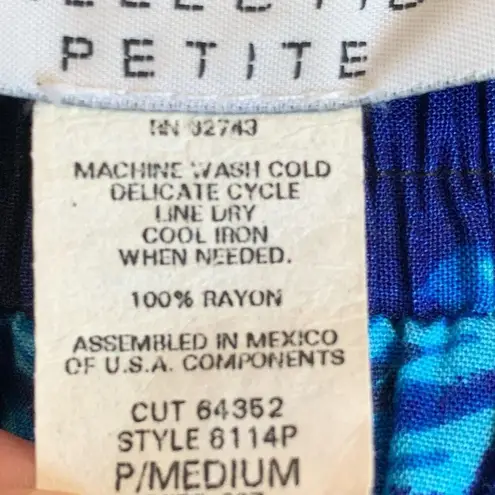 PETITE
RN 32743
MACHINE WASH COLD
DELICATE CYCLE
LINE DRY
COOL IRON
WHEN NEEDED.
100% RAYON
ASSEMBLED IN MEXICO
OF U.S.A. COMPONENTS
CUT 64352
STYLE 8114P
P/MEDIUM